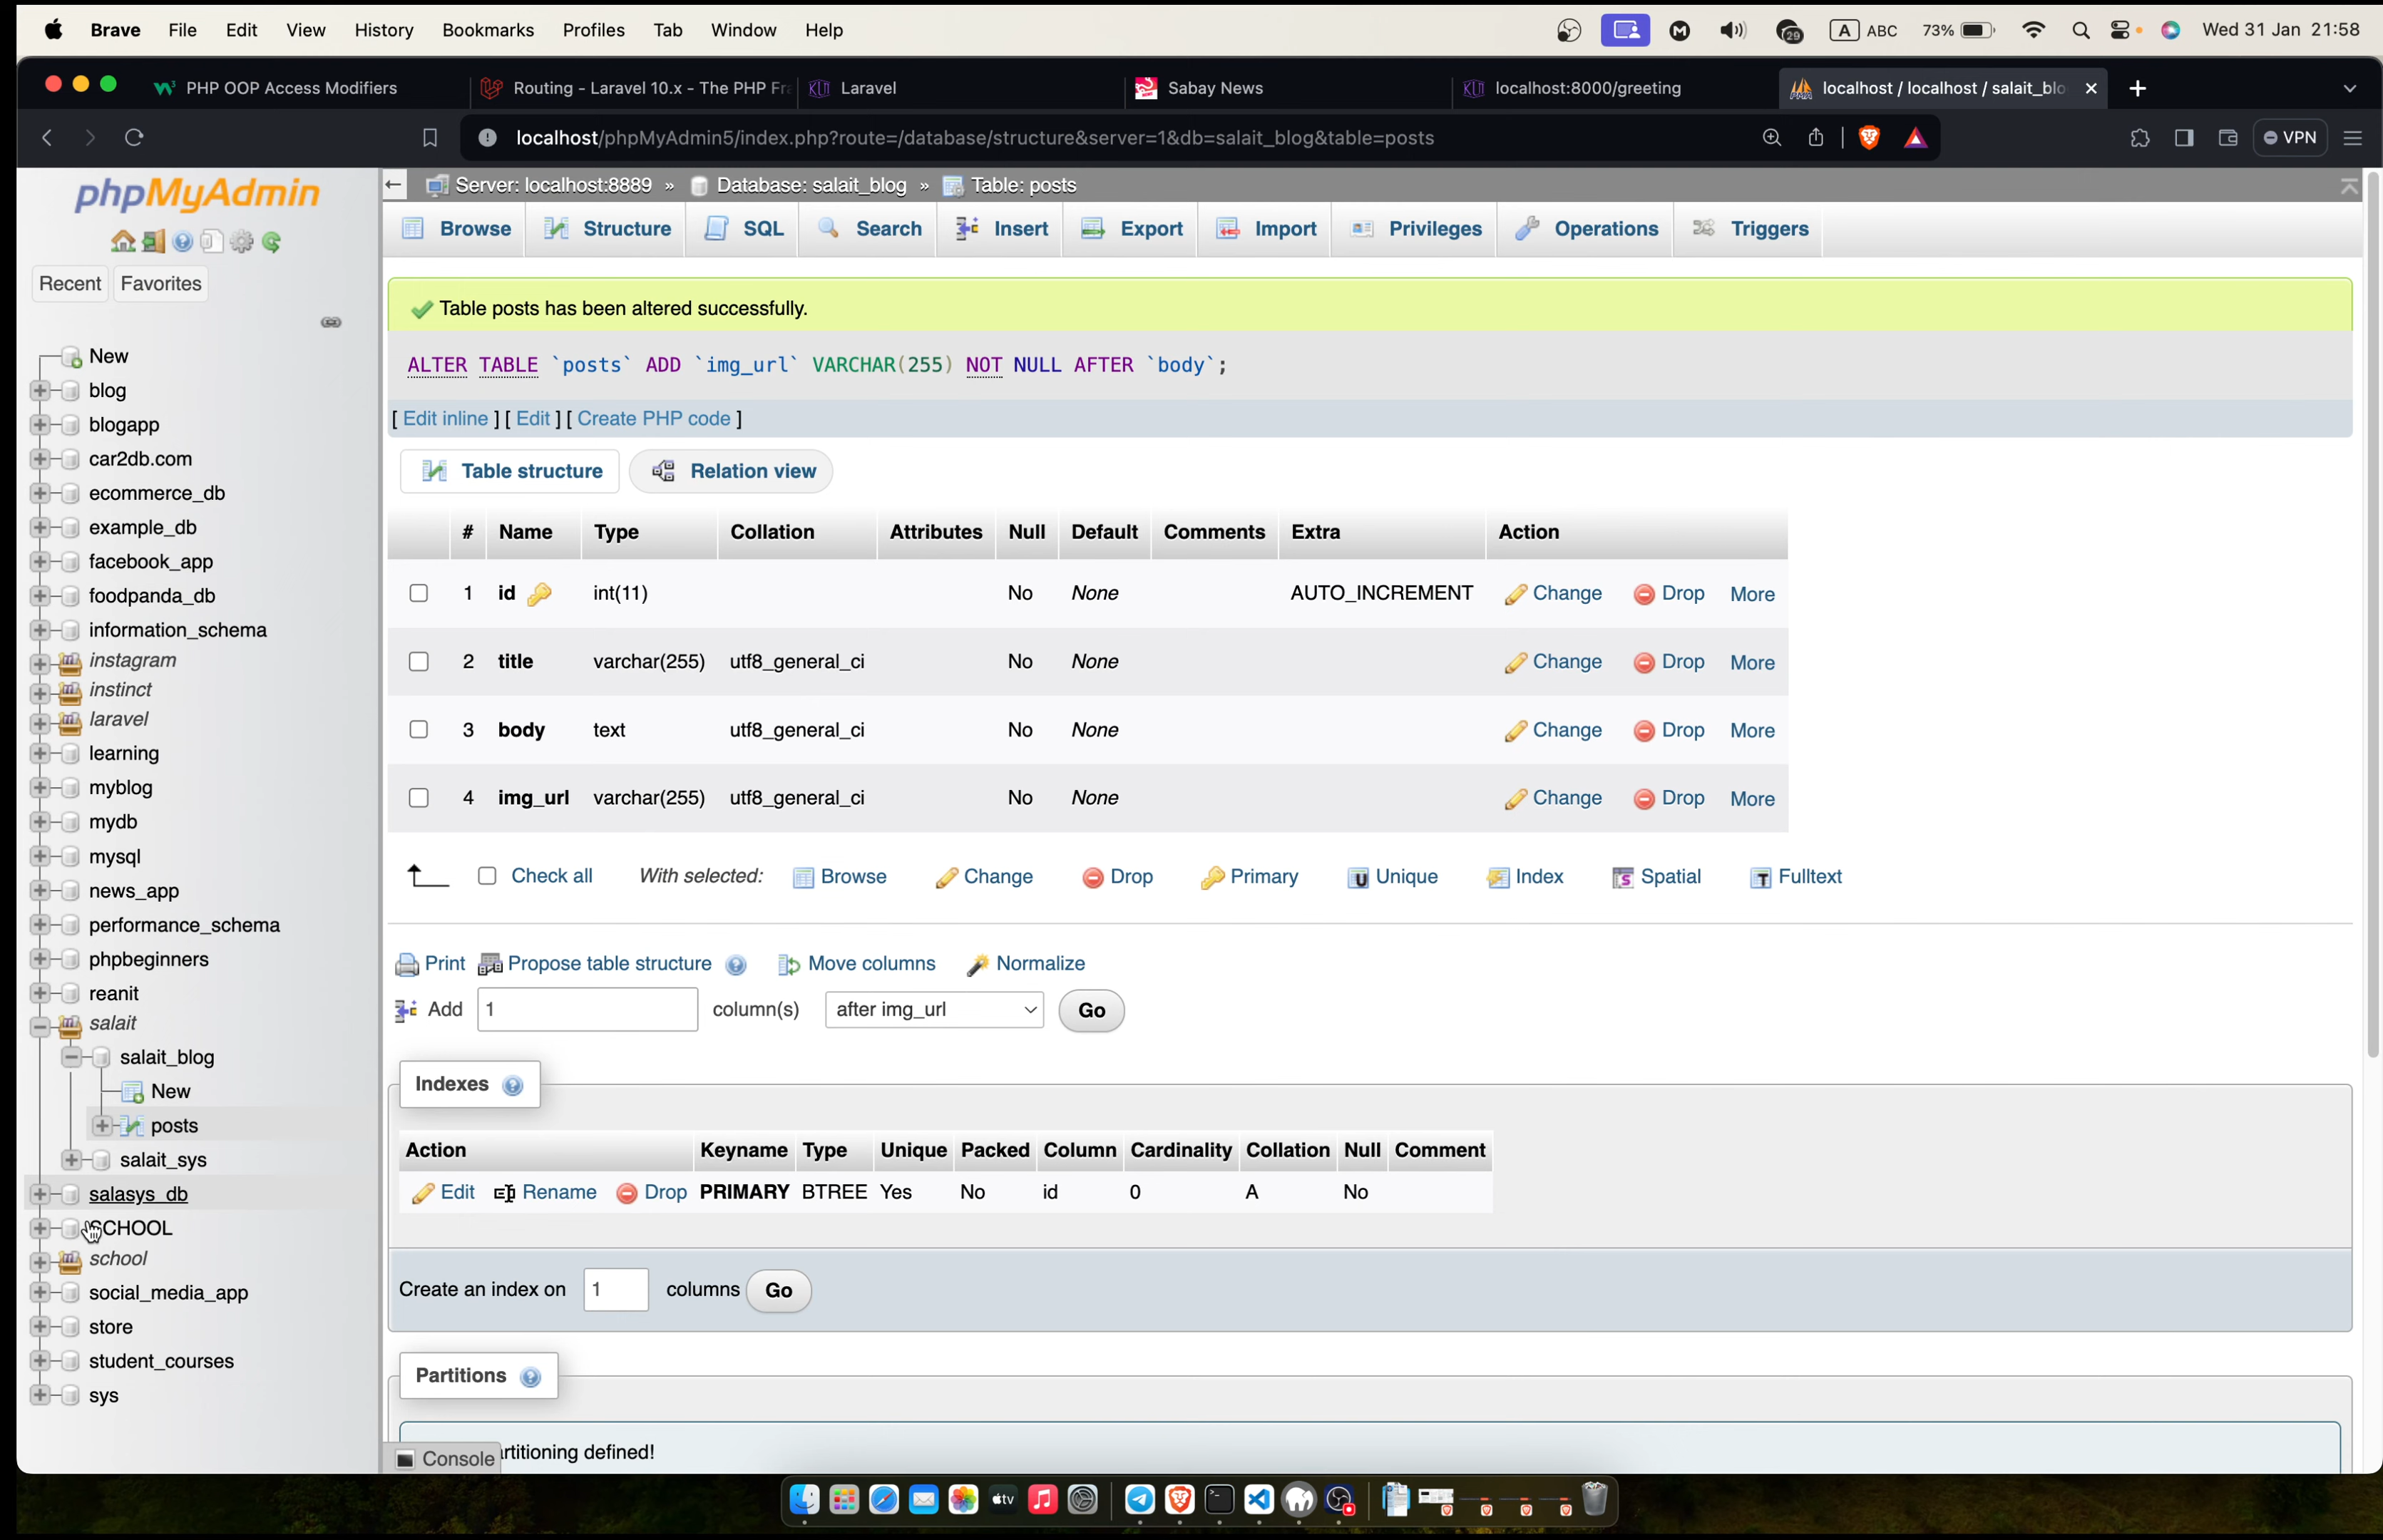 Brave File Edit View History Bookmarks Profiles Tab Window Help 29 A ABC 73% Wed 31 Jan 21:58
PHP OOP Access Modifiers Routing - Laravel 10.x - The PHP Fra Laravel Sabay News localhost:8000/greeting localhost / localhost / salait_blo
localhost/phpMyAdmin5/index.php?route=/database/structure&server=1&db=salait_blog&table=posts VPN
phpMyAdmin
Recent Favorites
New
blog
blogapp
car2db.com
ecommerce_db
example_db
facebook_app
foodpanda_db
information_schema
instagram
instinct
laravel
learning
myblog
mydb
mysql
news_app
performance_schema
phpbeginners
reanit
salait
salait_blog
New
posts
salait_sys
salasys_db
SCHOOL
school
social_media_app
store
student_courses
sys
Server: localhost:8889 » Database: salait_blog » Table: posts
Browse Structure SQL Search Insert Export Import Privileges Operations Triggers
Table posts has been altered successfully.
ALTER TABLE `posts` ADD `img_url` VARCHAR(255) NOT NULL AFTER `body`;
[ Edit inline ] [ Edit ] [ Create PHP code ]
Table structure Relation view
# Name Type Collation Attributes Null Default Comments Extra Action
1 id int(11) No None AUTO_INCREMENT Change Drop More
2 title varchar(255) utf8_general_ci No None Change Drop More
3 body text utf8_general_ci No None Change Drop More
4 img_url varchar(255) utf8_general_ci No None Change Drop More
Check all With selected: Browse Change Drop Primary Unique Index Spatial Fulltext
Print Propose table structure Move columns Normalize
Add 1 column(s) after img_url Go
Indexes
Action Keyname Type Unique Packed Column Cardinality Collation Null Comment
Edit Rename Drop PRIMARY BTREE Yes No id 0 A No
Create an index on 1 columns Go
Partitions
Console
rtitioning defined!
tv